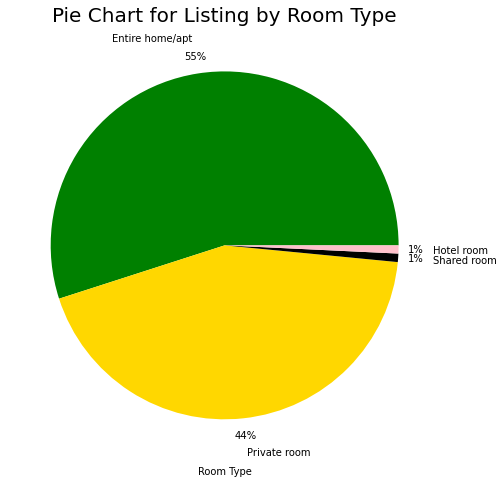 Pie Chart for Listing by Room Type
Entire home/apt
55%
1%
Hotel room
1%
Shared room
44%
Private room
Room Type